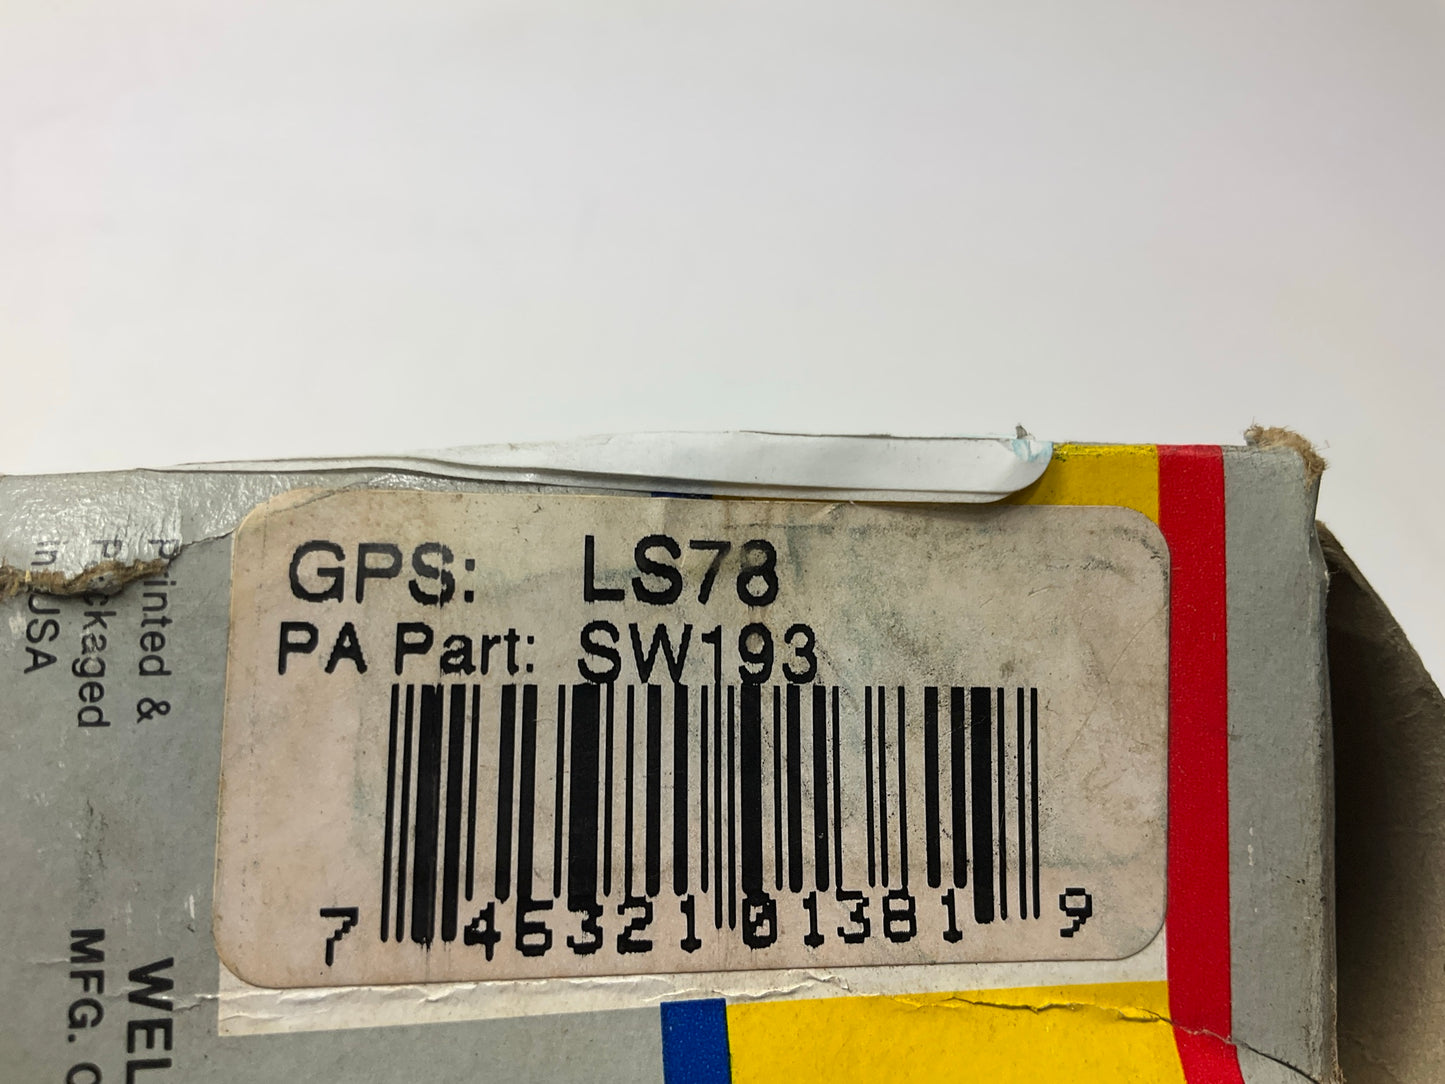 GPS: LS78
PA Part: SW193
7 45321 01381 9
Printed &
Packaged
in USA
WEL
MFG. C